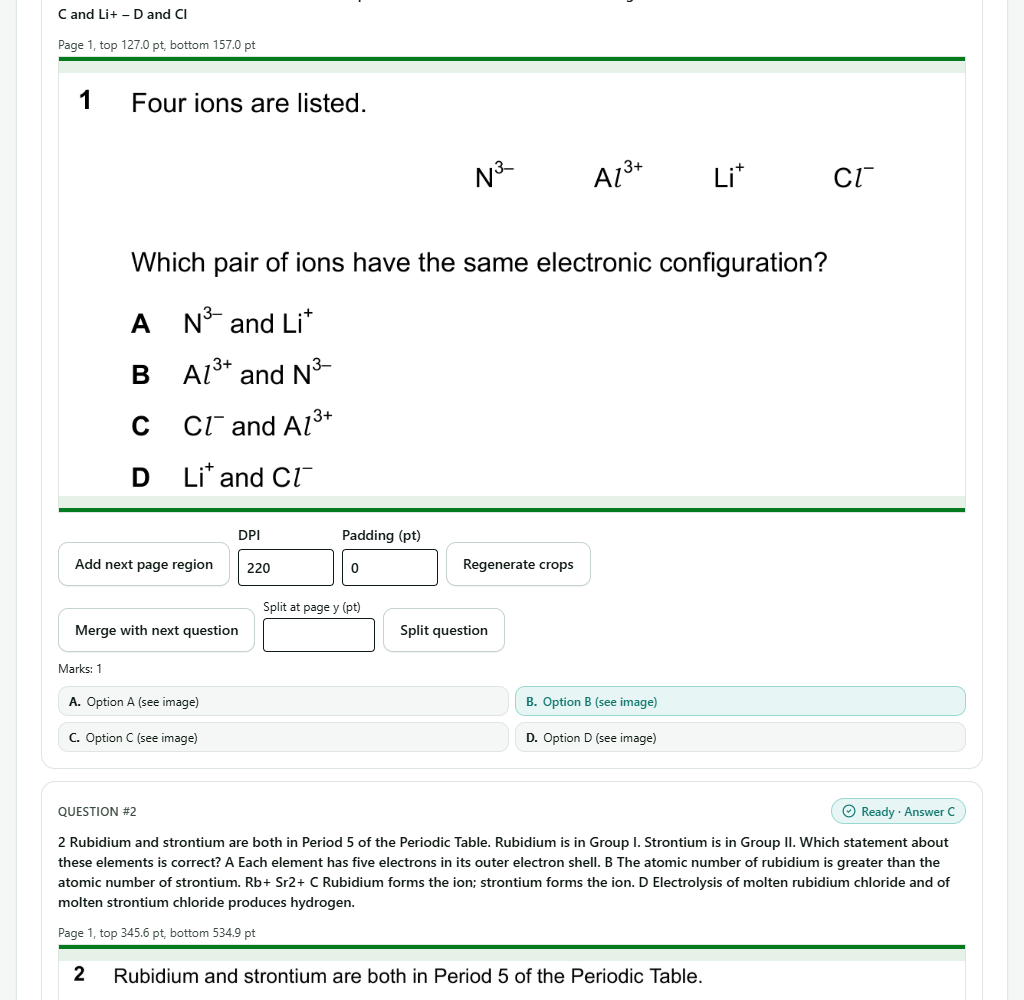 C and Li+ – D and Cl
Page 1, top 127.0 pt, bottom 157.0 pt
1 Four ions are listed.
N³⁻ Al³⁺ Li⁺ Cl⁻
Which pair of ions have the same electronic configuration?
A N³⁻ and Li⁺
B Al³⁺ and N³⁻
C Cl⁻ and Al³⁺
D Li⁺ and Cl⁻
DPI Padding (pt)
Add next page region 220 0 Regenerate crops
Split at page y (pt)
Merge with next question Split question
Marks: 1
A. Option A (see image) B. Option B (see image)
C. Option C (see image) D. Option D (see image)
QUESTION #2 Ready · Answer C
2 Rubidium and strontium are both in Period 5 of the Periodic Table. Rubidium is in Group I. Strontium is in Group II. Which statement about
these elements is correct? A Each element has five electrons in its outer electron shell. B The atomic number of rubidium is greater than the
atomic number of strontium. Rb+ Sr2+ C Rubidium forms the ion; strontium forms the ion. D Electrolysis of molten rubidium chloride and of
molten strontium chloride produces hydrogen.
Page 1, top 345.6 pt, bottom 534.9 pt
2 Rubidium and strontium are both in Period 5 of the Periodic Table.